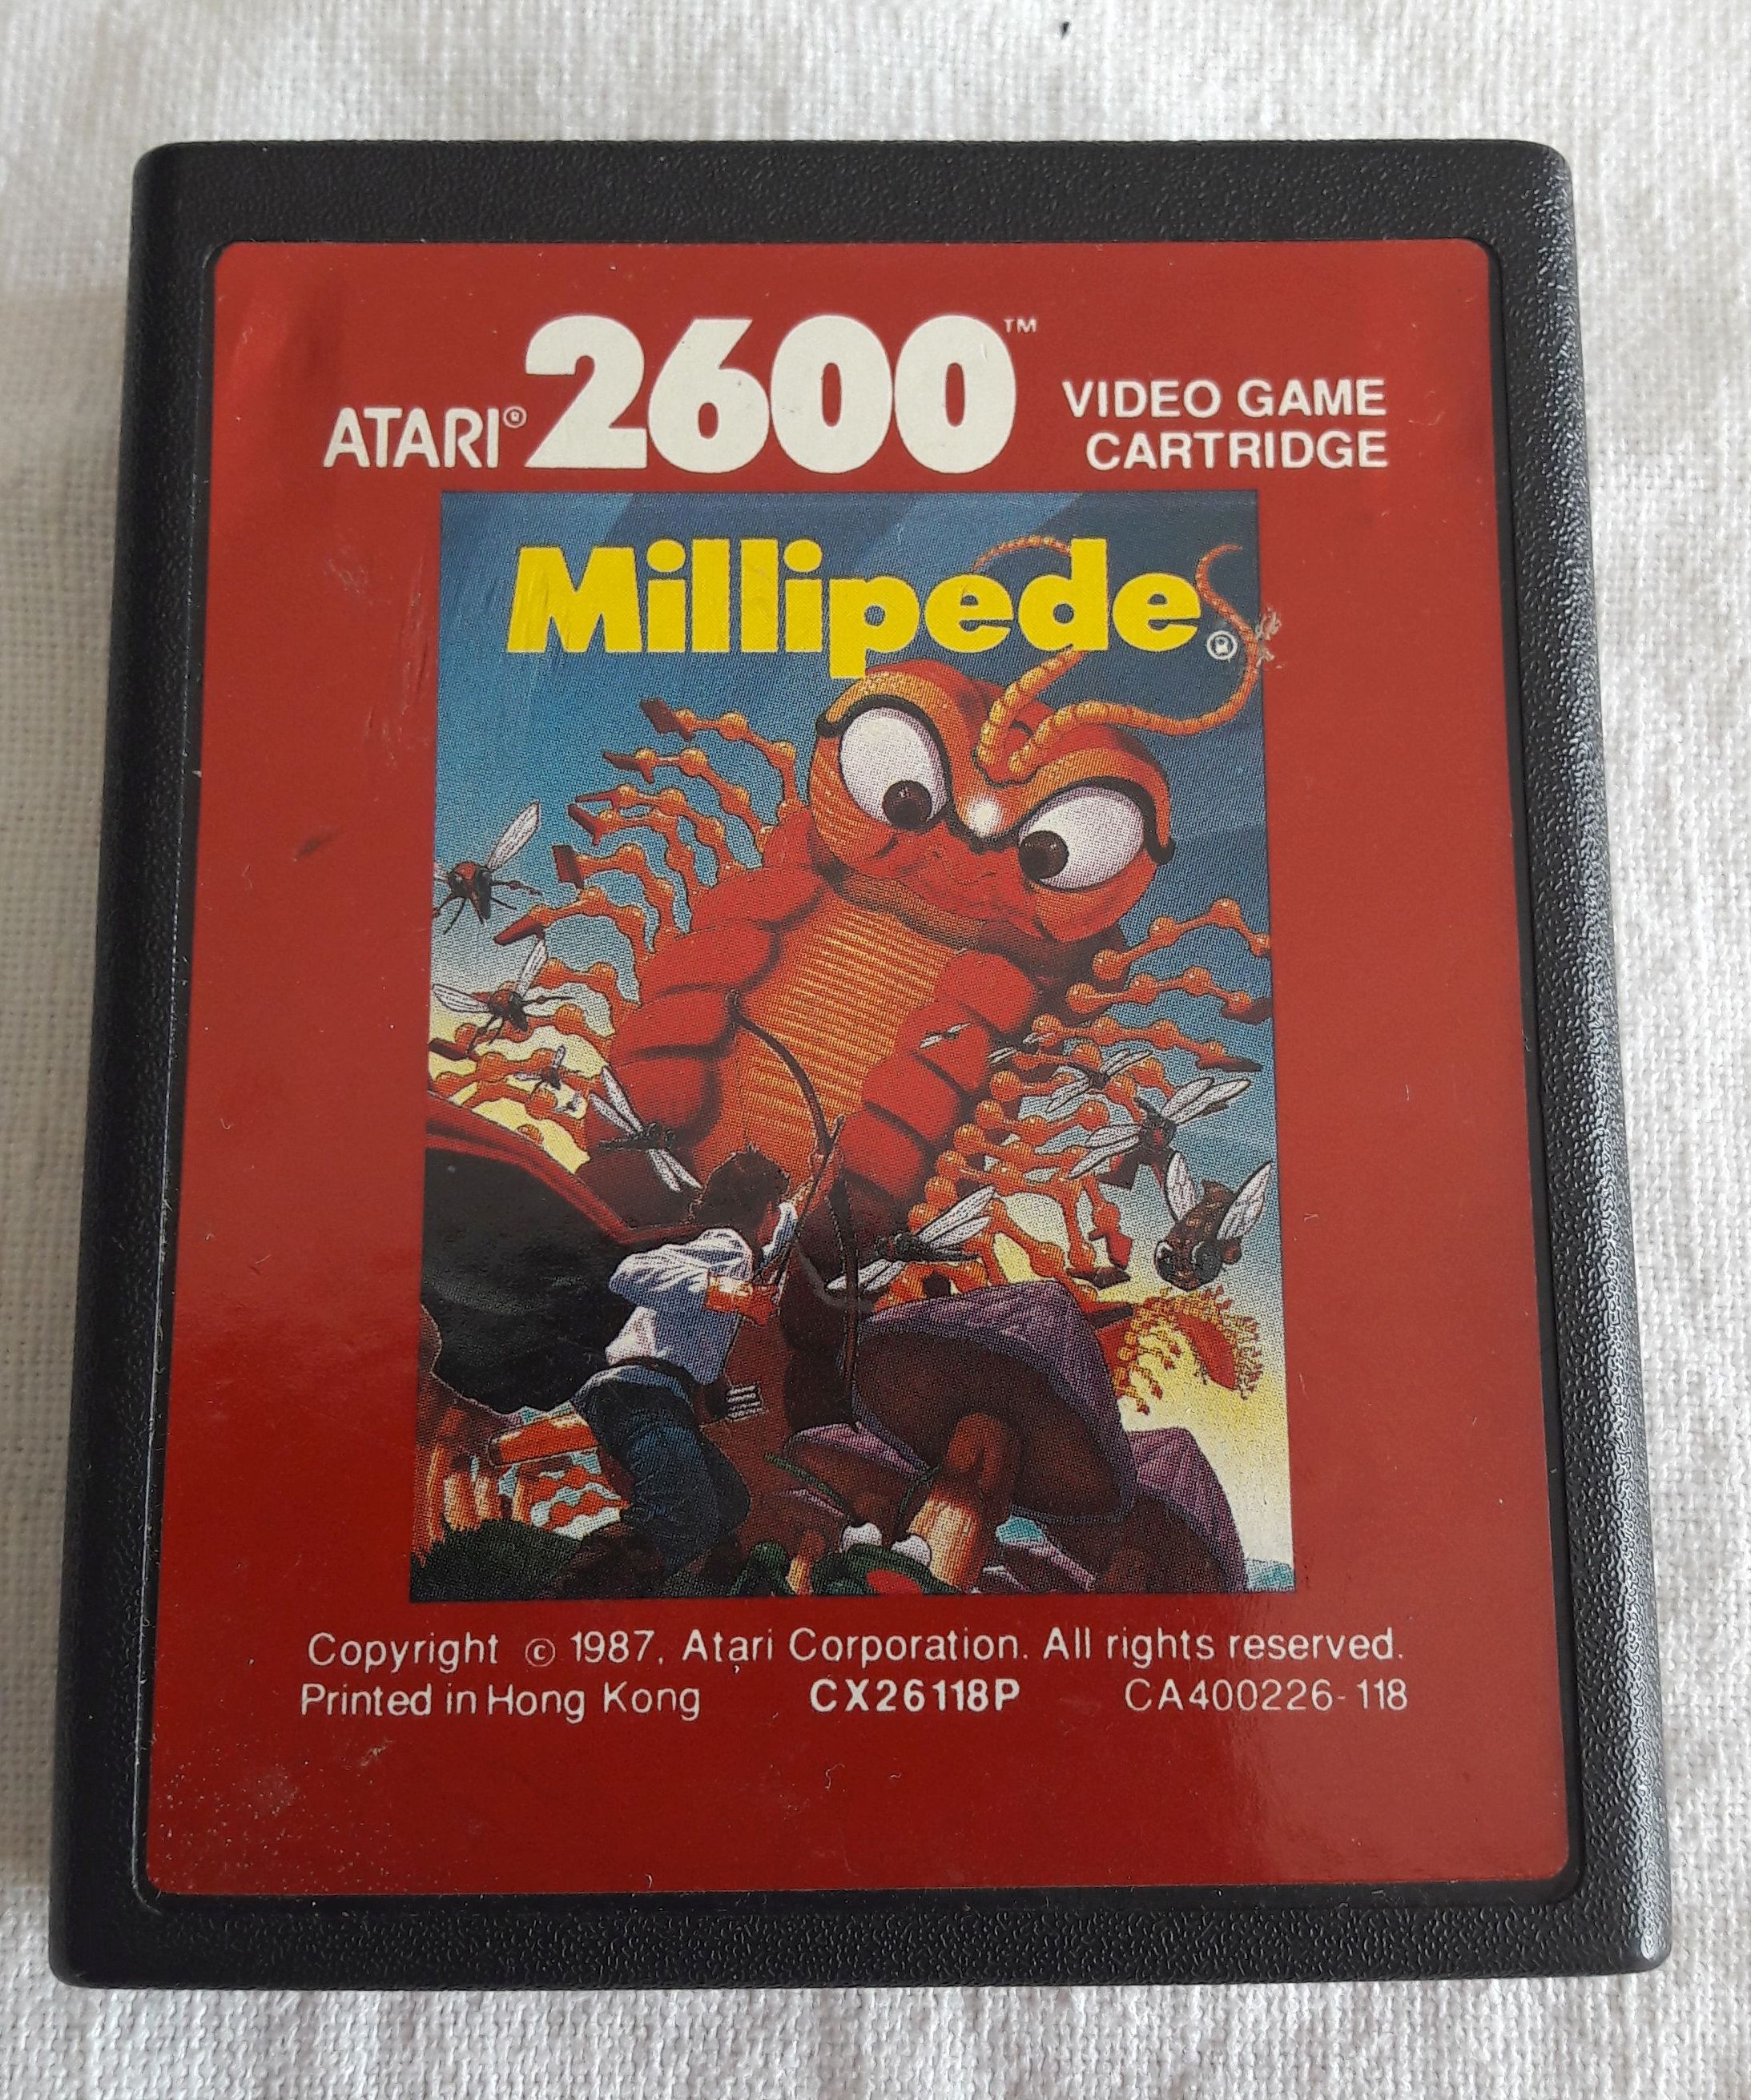 ATARI® 2600™ VIDEO GAME
CARTRIDGE
Millipede®
Copyright © 1987, Atari Corporation. All rights reserved.
Printed in Hong Kong CX26118P CA400226-118